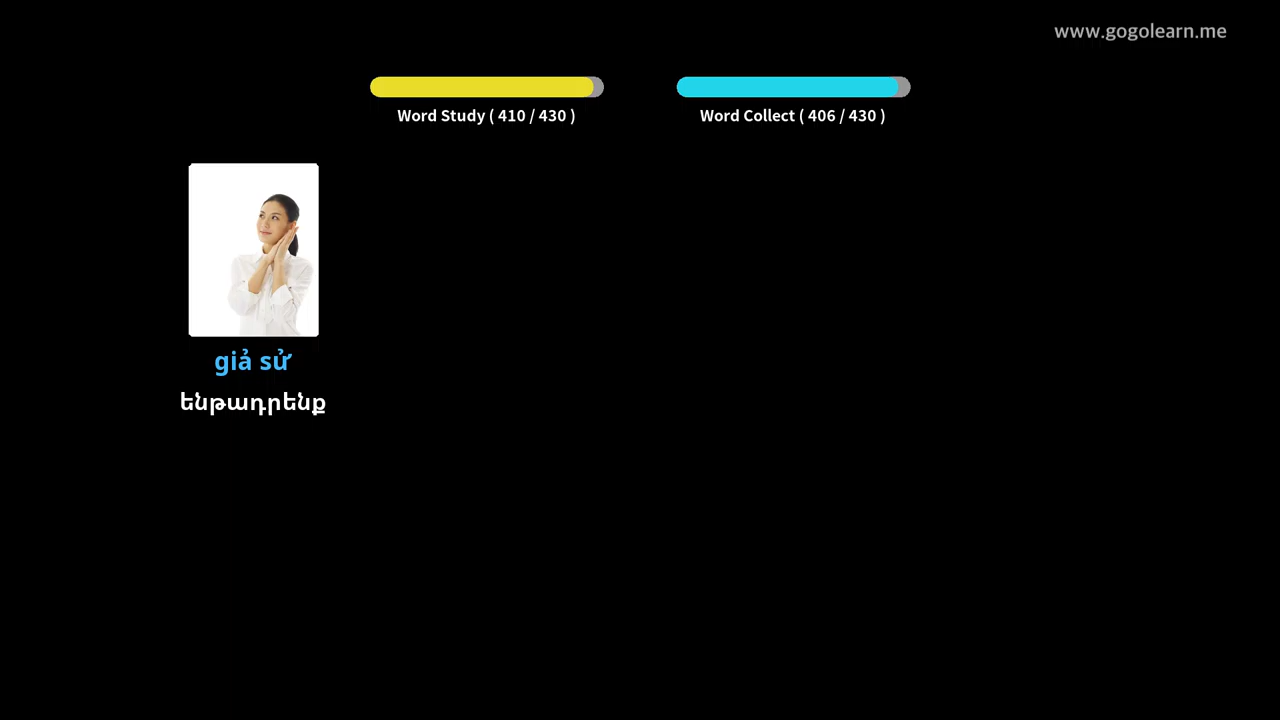 www.gogolearn.me
Word Study ( 410 / 430 )
Word Collect ( 406 / 430 )
giả sử
ենթադրենք